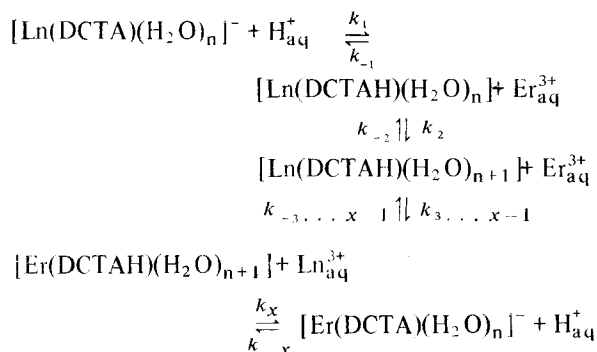 [Ln(DCTA)(H₂O)ₙ]⁻ + H⁺aq k₁ ⇌ k₋₁
[Ln(DCTAH)(H₂O)ₙ] + Er³⁺aq
k₋₂ ⇅ k₂
[Ln(DCTAH)(H₂O)ₙ₊₁] + Er³⁺aq
k₋₃ . . . x 1 ⇅ k₃ . . . x−1
[Er(DCTAH)(H₂O)ₙ₊₁] + Ln³⁺aq
kₓ ⇌ k x [Er(DCTA)(H₂O)ₙ]⁻ + H⁺aq